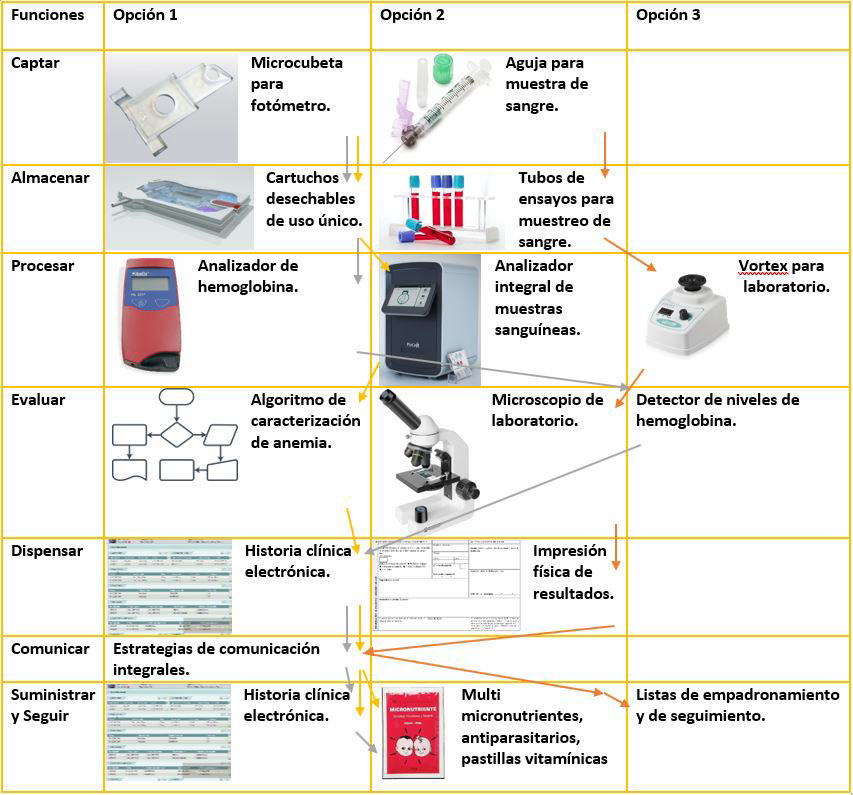 Funciones
Opción 1
Opción 2
Opción 3
Captar
Microcubeta
para
fotómetro.
Aguja para
muestra de
sangre.
Almacenar
Cartuchos
desechables
de uso único.
Tubos de
ensayos para
muestreo de
sangre.
Procesar
Analizador de
hemoglobina.
Analizador
integral de
muestras
sanguíneas.
Vortex para
laboratorio.
Evaluar
Algoritmo de
caracterización
de anemia.
Microscopio de
laboratorio.
Detector de niveles de
hemoglobina.
Dispensar
Historia clínica
electrónica.
Impresión
física de
resultados.
Comunicar
Estrategias de comunicación
integrales.
Suministrar
y Seguir
Historia clínica
electrónica.
MICRONUTRIENTE
Multi
micronutrientes,
antiparasitarios,
pastillas vitamínicas
Listas de empadronamiento
y de seguimiento.